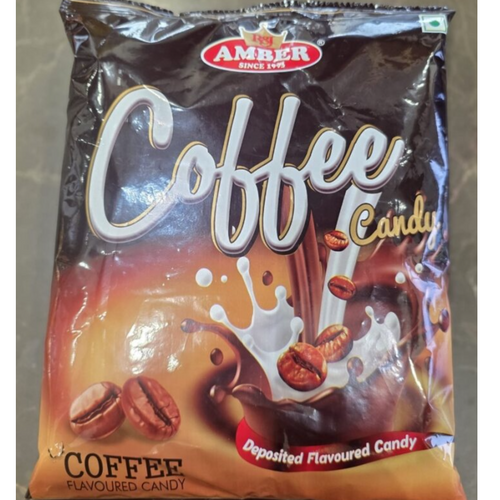 AMBER
SINCE 1995
Coffee
Candy
Deposited Flavoured Candy
COFFEE
FLAVOURED CANDY